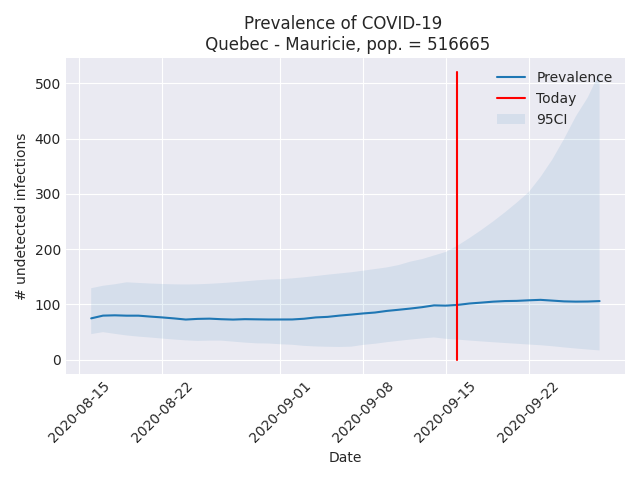 Prevalence of COVID-19
Quebec - Mauricie, pop. = 516665
Prevalence
Today
95CI
500
400
300
200
100
0
# undetected infections
2020-08-15
2020-08-22
2020-09-01
2020-09-08
2020-09-15
2020-09-22
Date